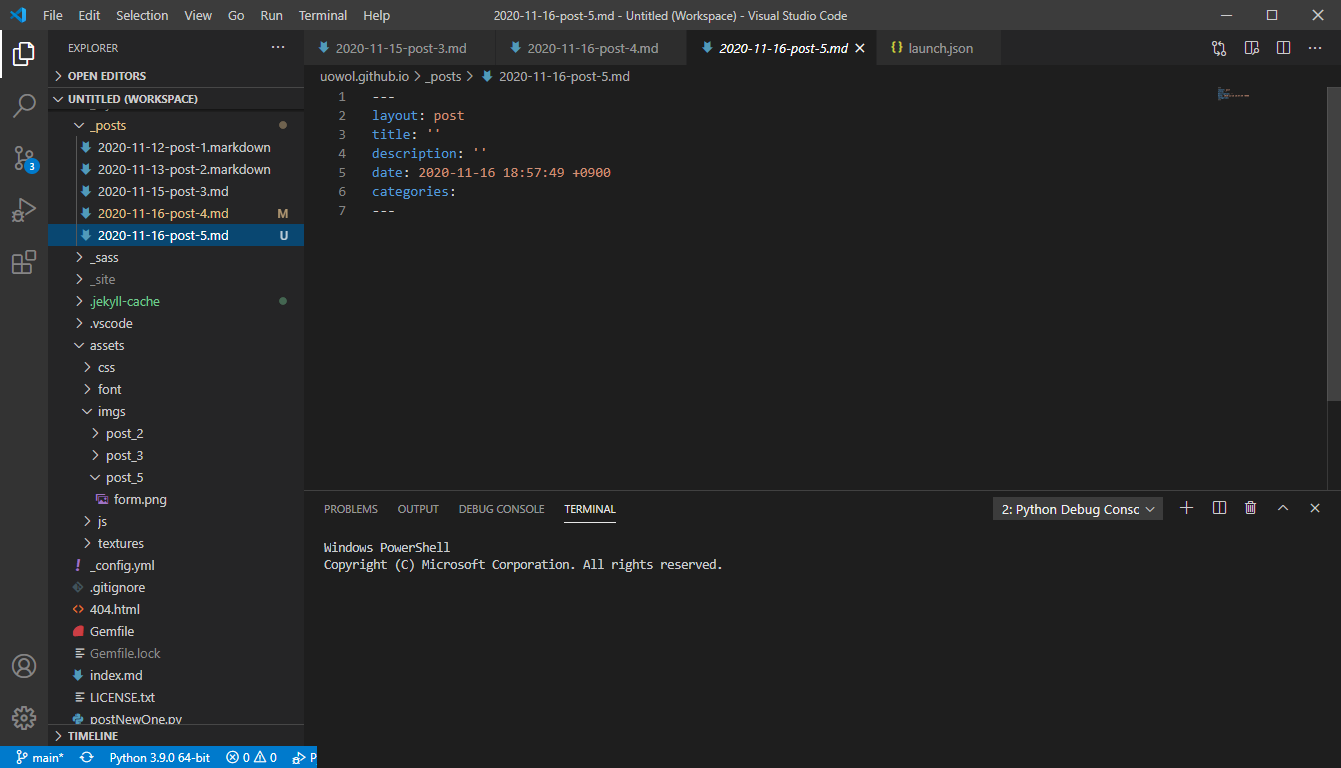 File Edit Selection View Go Run Terminal Help 2020-11-16-post-5.md - Untitled (Workspace) - Visual Studio Code
EXPLORER
2020-11-15-post-3.md 2020-11-16-post-4.md 2020-11-16-post-5.md {} launch.json
OPEN EDITORS
UNTITLED (WORKSPACE)
_posts
2020-11-12-post-1.markdown
2020-11-13-post-2.markdown
2020-11-15-post-3.md
2020-11-16-post-4.md M
2020-11-16-post-5.md U
_sass
_site
.jekyll-cache
.vscode
assets
css
font
imgs
post_2
post_3
post_5
form.png
js
textures
_config.yml
.gitignore
404.html
Gemfile
Gemfile.lock
index.md
LICENSE.txt
postNewOne.py
TIMELINE
3
uowol.github.io > _posts > 2020-11-16-post-5.md
1 ---
2 layout: post
3 title: ''
4 description: ''
5 date: 2020-11-16 18:57:49 +0900
6 categories:
7 ---
PROBLEMS OUTPUT DEBUG CONSOLE TERMINAL 2: Python Debug Consc
Windows PowerShell
Copyright (C) Microsoft Corporation. All rights reserved.
main* Python 3.9.0 64-bit 0 0 P